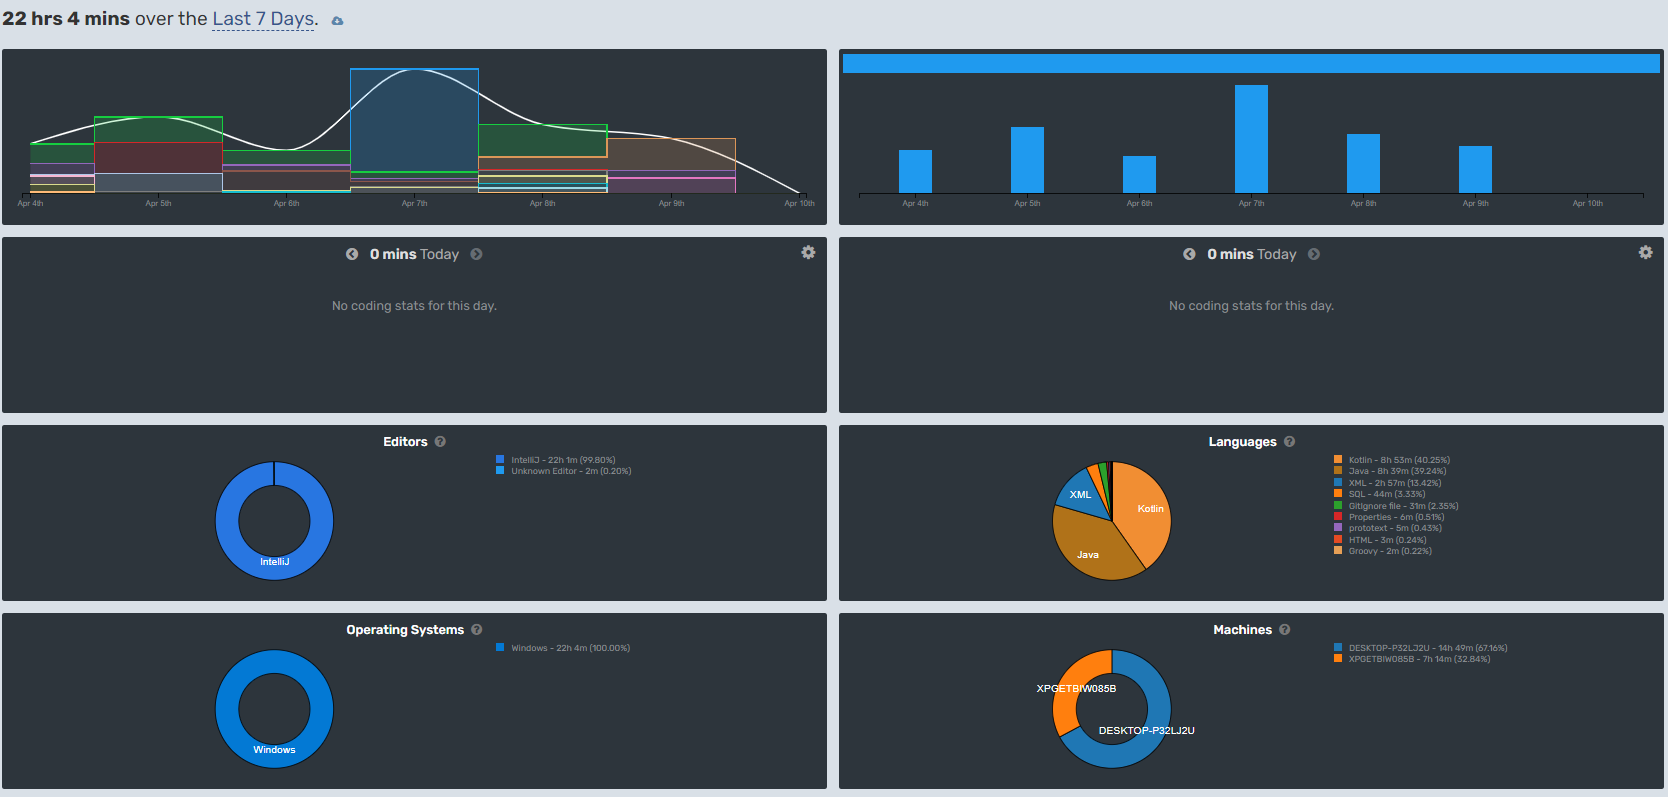 22 hrs 4 mins over the Last 7 Days.
Apr 4th Apr 5th Apr 6th Apr 7th Apr 8th Apr 9th Apr 10th
Apr 4th Apr 5th Apr 6th Apr 7th Apr 8th Apr 9th Apr 10th
0 mins Today
No coding stats for this day.
0 mins Today
No coding stats for this day.
Editors ?
IntelliJ - 22h 1m (99.80%)
Unknown Editor - 2m (0.20%)
IntelliJ
Languages ?
Kotlin - 8h 53m (40.25%)
Java - 8h 39m (39.24%)
XML - 2h 57m (13.42%)
SQL - 44m (3.33%)
GitIgnore file - 31m (2.35%)
Properties - 6m (0.51%)
prototext - 5m (0.43%)
HTML - 3m (0.24%)
Groovy - 2m (0.22%)
XML
Kotlin
Java
Operating Systems ?
Windows - 22h 4m (100.00%)
Windows
Machines ?
DESKTOP-P32LJ2U - 14h 49m (67.16%)
XPGETBIW085B - 7h 14m (32.84%)
XPGETBIW085B
DESKTOP-P32LJ2U